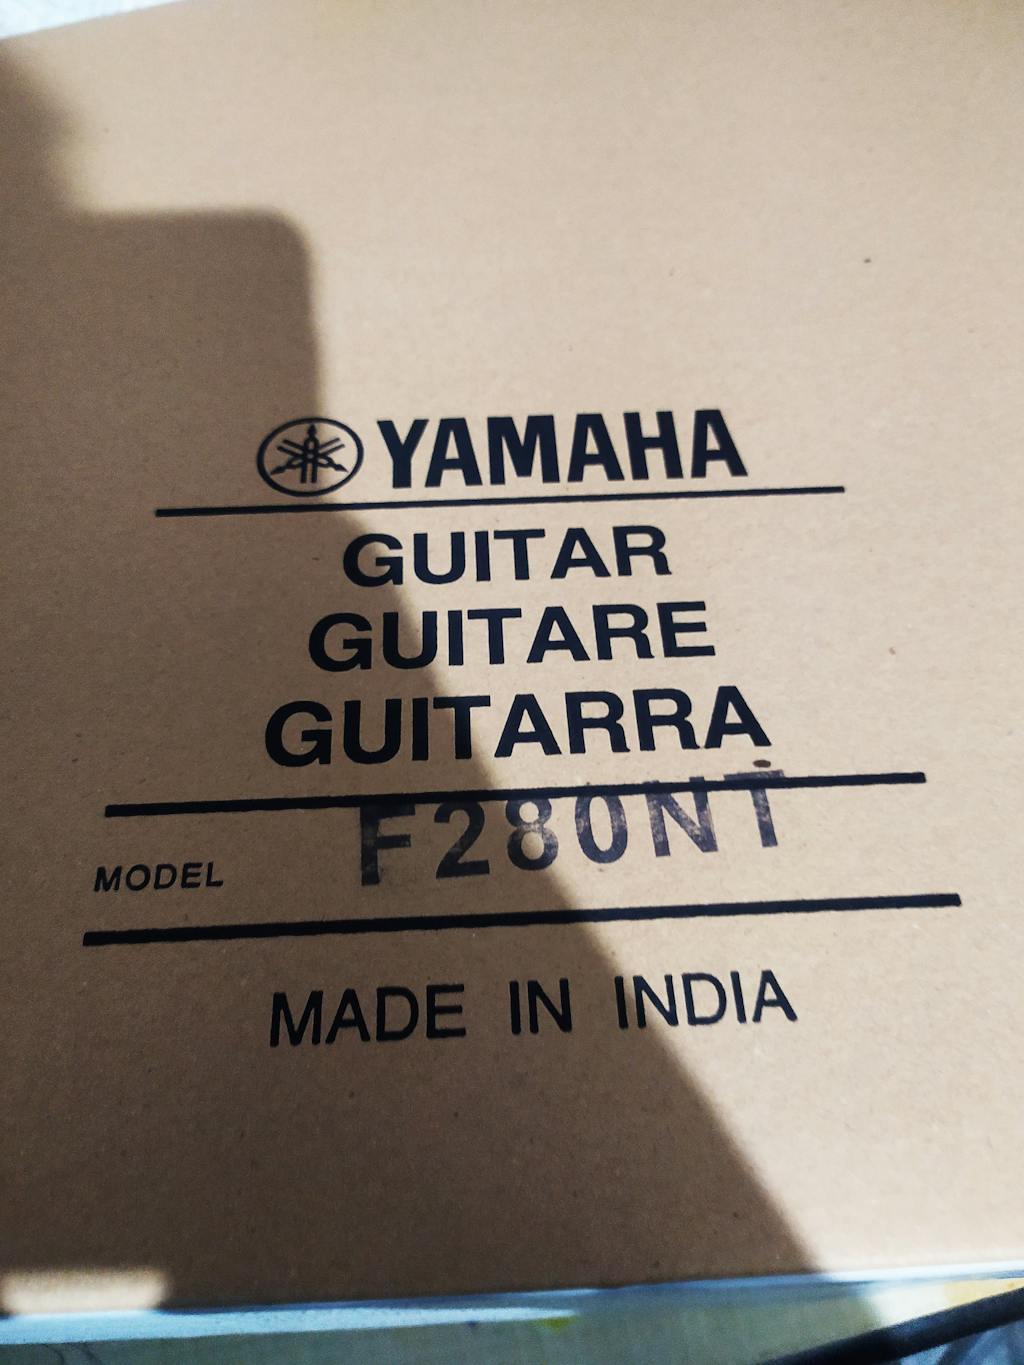 YAMAHA
GUITAR
GUITARE
GUITARRA
MODEL F280NT
MADE IN INDIA